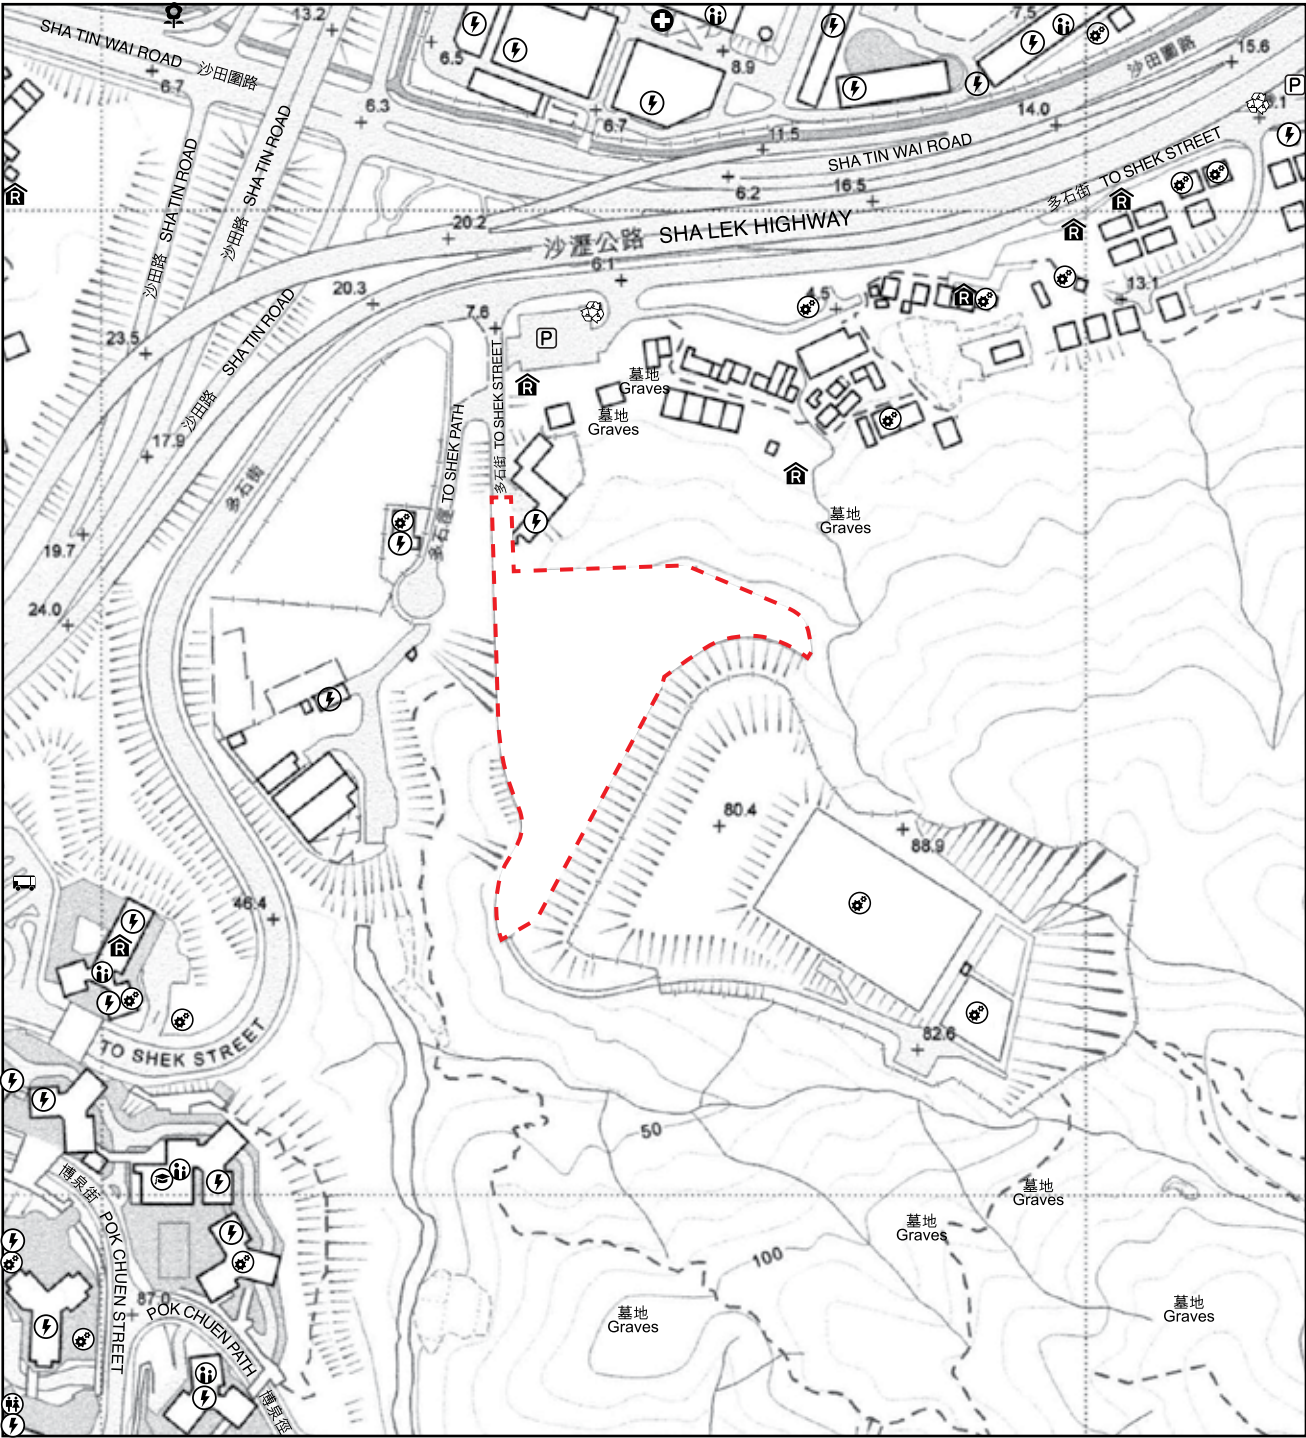 13.2
SHA TIN WAI ROAD 沙田圍路
6.7
6.5
8.9
7.5
15.6
沙田圍路
P
9.1
6.3
6.7
11.5
14.0
SHA TIN WAI ROAD
沙田路 SHA TIN ROAD
沙田路 SHA TIN ROAD
6.2
16.5
多石街 TO SHEK STREET
R
R
R
20.2
沙瀝公路 SHA LEK HIGHWAY
6.1
20.3
7.6
4.5
R
13.1
23.5
沙田路 SHA TIN ROAD
P
R
墓地
Graves
墓地
Graves
17.9
多石街
多石徑 TO SHEK PATH
多石街 TO SHEK STREET
R
墓地
Graves
19.7
24.0
80.4
88.9
46.4
R
82.6
TO SHEK STREET
50
博泉街 POK CHUEN STREET
墓地
Graves
墓地
Graves
100
87.0
POK CHUEN PATH
博泉徑
墓地
Graves
墓地
Graves